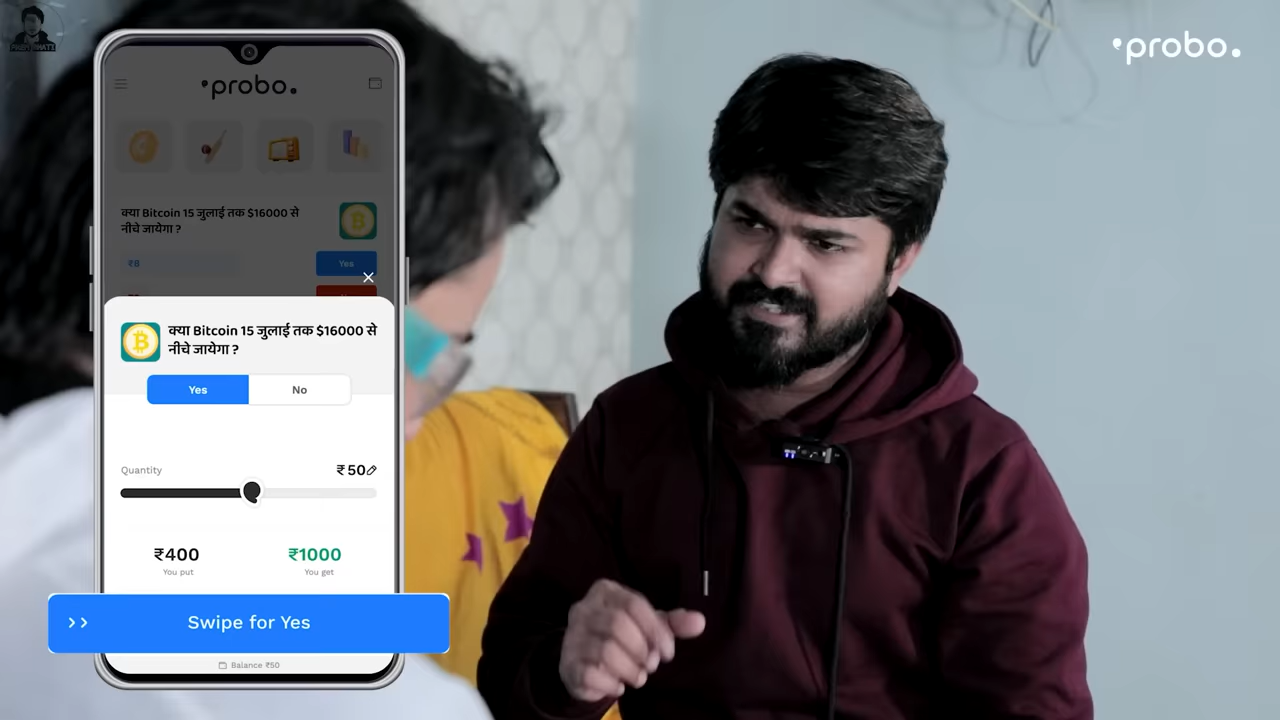 probo.
probo.
क्या Bitcoin 15 जुलाई तक $16000 से
नीचे जायेगा ?
₹8
Yes
क्या Bitcoin 15 जुलाई तक $16000 से
नीचे जायेगा ?
Yes
No
Quantity
₹50
₹400
₹1000
You put
You get
Swipe for Yes
Balance ₹50